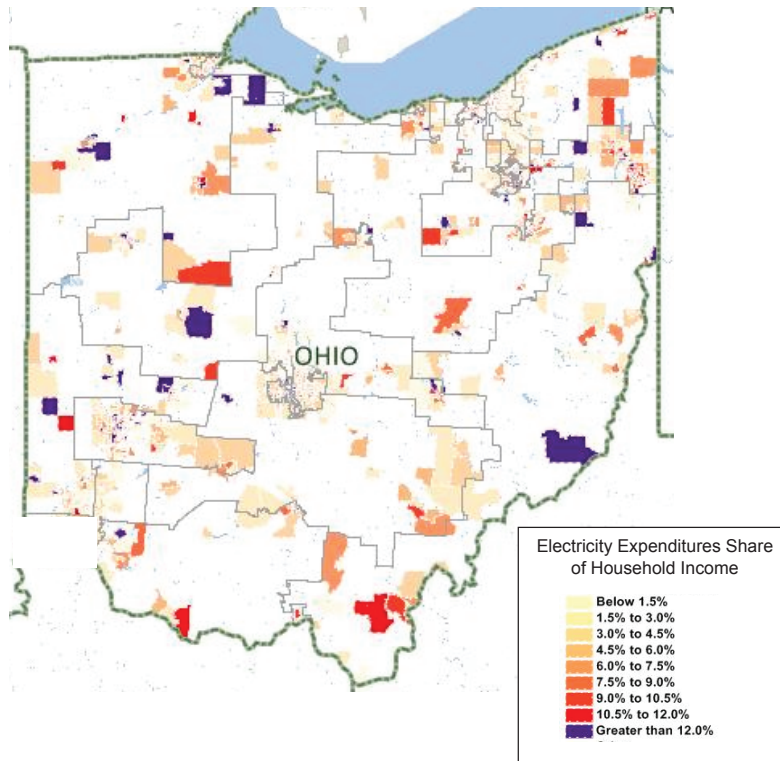 PA
OHIO
Electricity Expenditures Share
of Household Income
Below 1.5%
1.5% to 3.0%
3.0% to 4.5%
4.5% to 6.0%
6.0% to 7.5%
7.5% to 9.0%
9.0% to 10.5%
10.5% to 12.0%
Greater than 12.0%